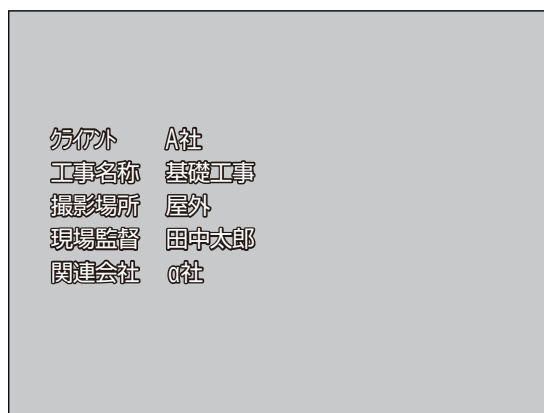 クライアント A社
工事名称 基礎工事
撮影場所 屋外
現場監督 田中太郎
関連会社 α社